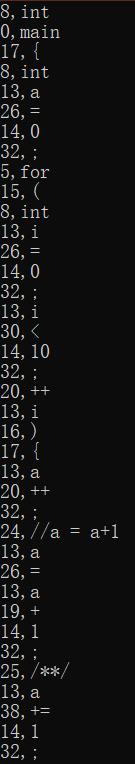 8,int
0,main
17,{
8,int
13,a
26,=
14,0
32,;
5,for
15,(
8,int
13,i
26,=
14,0
32,;
13,i
30,<
14,10
32,;
20,++
13,i
16,)
17,{
13,a
20,++
32,;
24,//a = a+1
13,a
26,=
13,a
19,+
14,1
32,;
25,/**/
13,a
38,+=
14,1
32,;